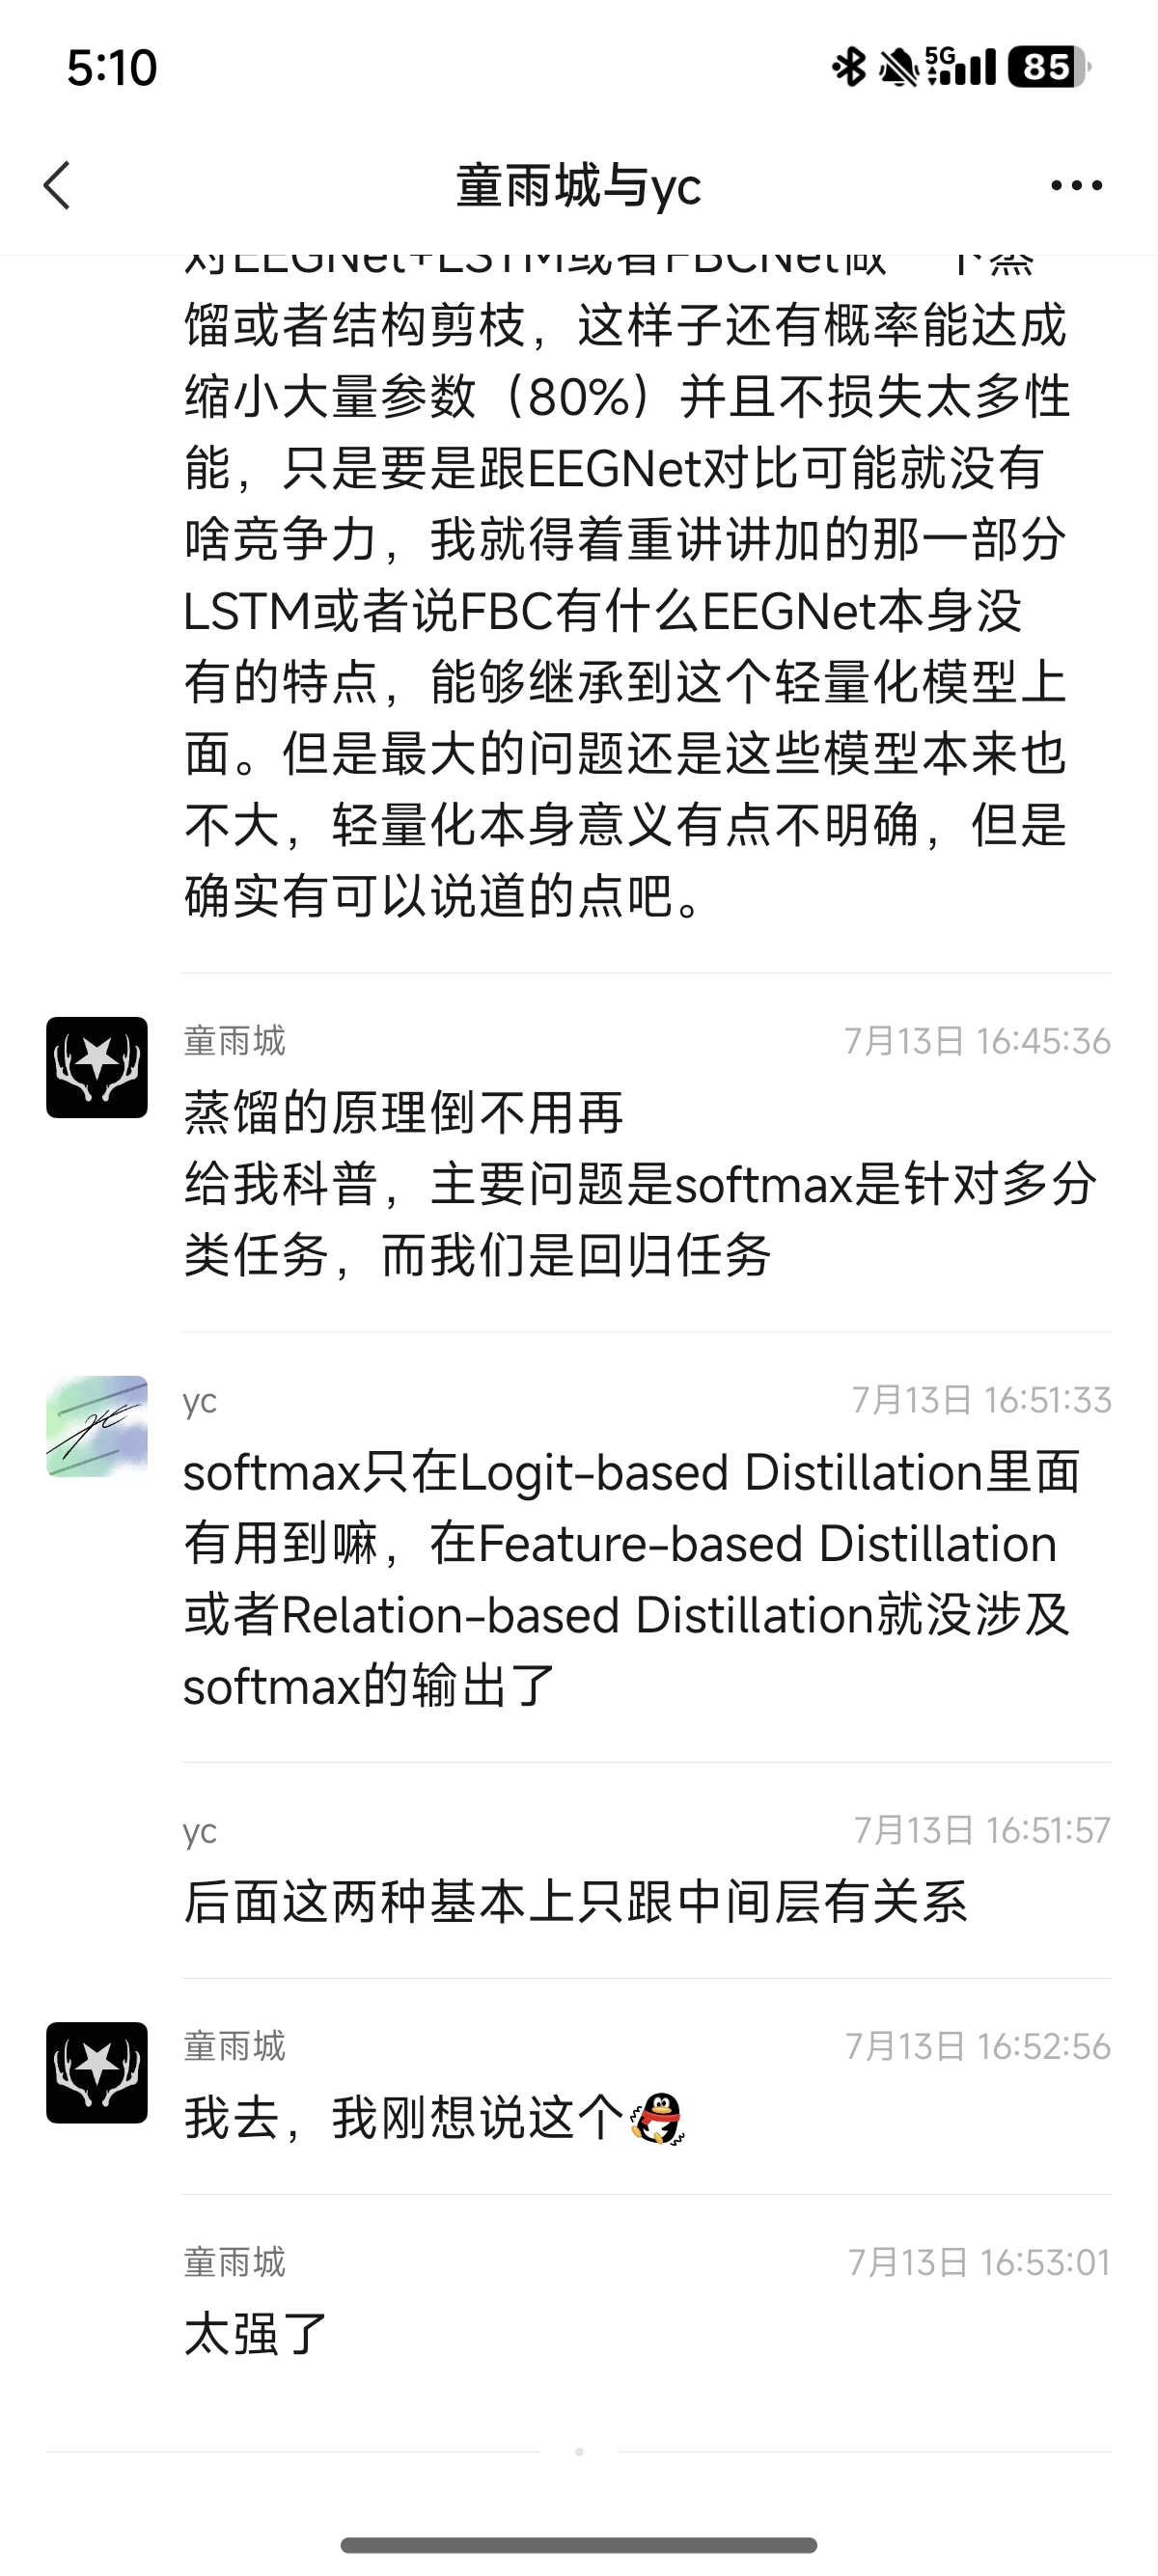 5:10
5G
85
童雨城与yc
对EEGNet+LSTM或者FBCNet做一下蒸
馏或者结构剪枝，这样子还有概率能达成
缩小大量参数（80%）并且不损失太多性
能，只是要是跟EEGNet对比可能就没有
啥竞争力，我就得着重讲讲加的那一部分
LSTM或者说FBC有什么EEGNet本身没
有的特点，能够继承到这个轻量化模型上
面。但是最大的问题还是这些模型本来也
不大，轻量化本身意义有点不明确，但是
确实有可以说道的点吧。
童雨城
7月13日 16:45:36
蒸馏的原理倒不用再
给我科普，主要问题是softmax是针对多分
类任务，而我们是回归任务
yc
7月13日 16:51:33
softmax只在Logit-based Distillation里面
有用到嘛，在Feature-based Distillation
或者Relation-based Distillation就没涉及
softmax的输出了
yc
7月13日 16:51:57
后面这两种基本上只跟中间层有关系
童雨城
7月13日 16:52:56
我去，我刚想说这个
童雨城
7月13日 16:53:01
太强了